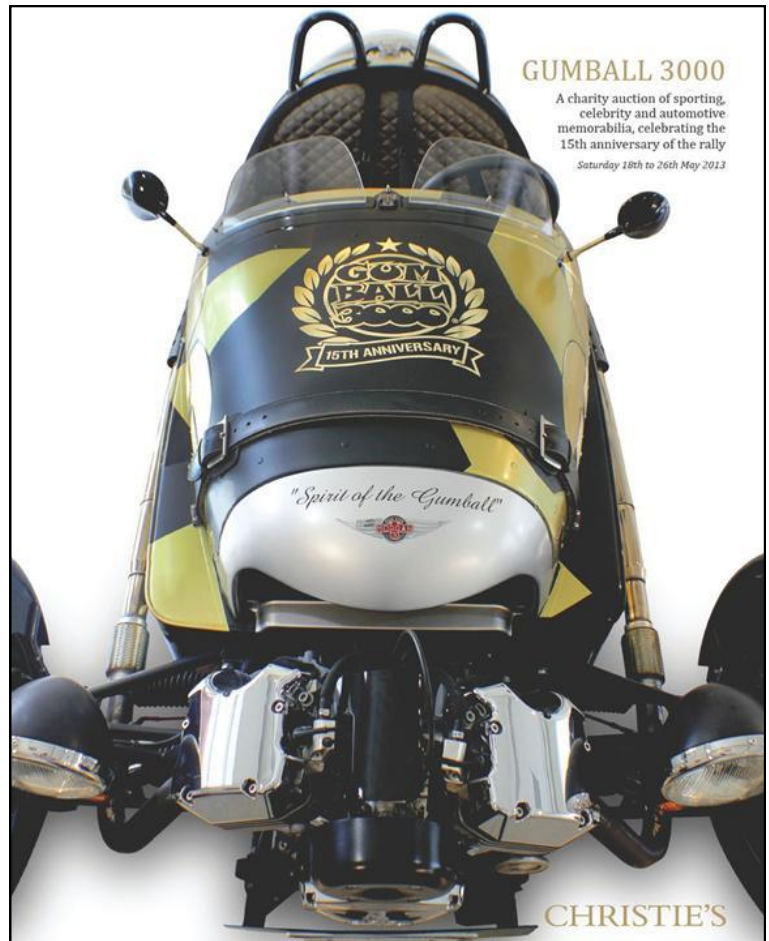 GUMBALL 3000
A charity auction of sporting,
celebrity and automotive
memorabilia, celebrating the
15th anniversary of the rally
Saturday 18th to 26th May 2013
GUM
BALL
3000
15TH ANNIVERSARY
"Spirit of the Gumball"
MORGAN
CHRISTIE'S